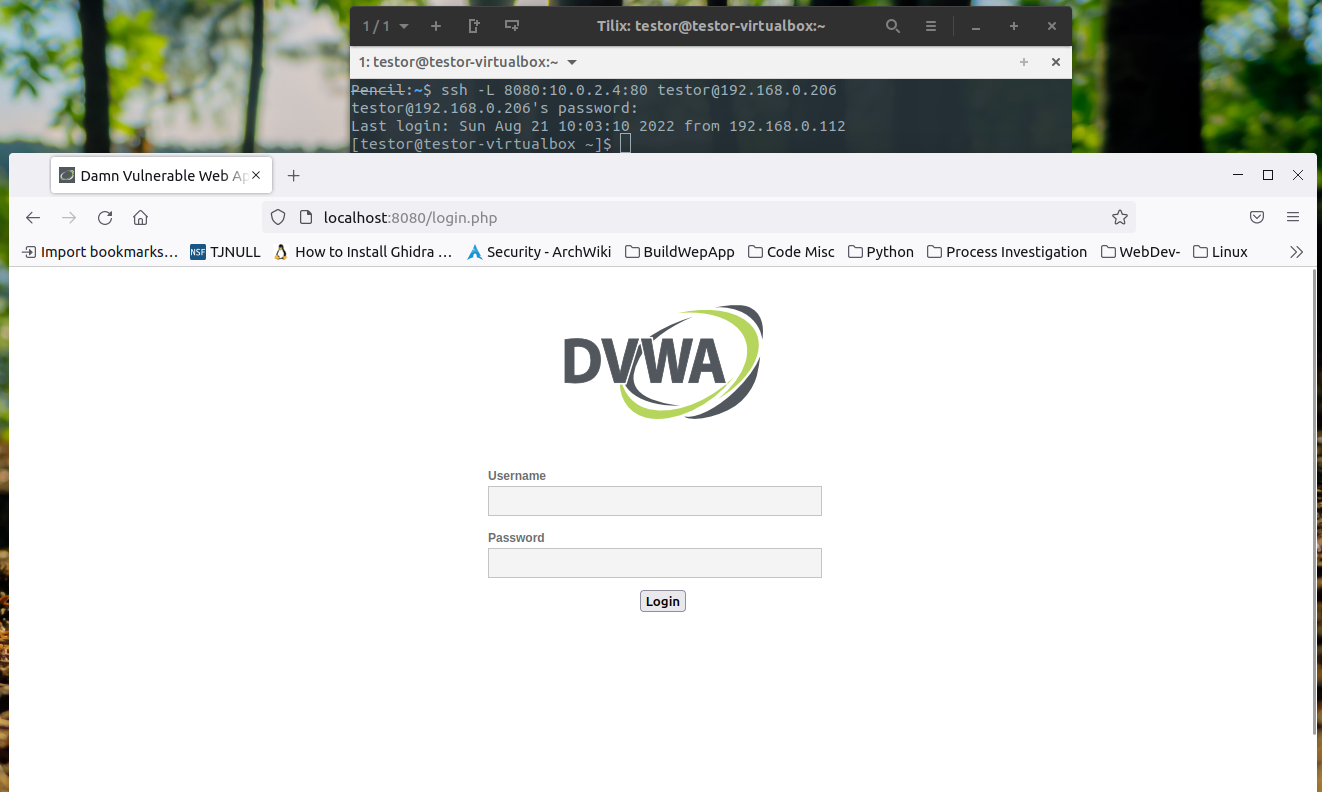 1 / 1
Tilix: testor@testor-virtualbox:~
1: testor@testor-virtualbox:~
Pencil:~$ ssh -L 8080:10.0.2.4:80 testor@192.168.0.206
testor@192.168.0.206's password:
Last login: Sun Aug 21 10:03:10 2022 from 192.168.0.112
[testor@testor-virtualbox ~]$
Damn Vulnerable Web Ap
localhost:8080/login.php
Import bookmarks… NSF TJNULL How to Install Ghidra … Security - ArchWiki BuildWepApp Code Misc Python Process Investigation WebDev- Linux
DVWA
Username
Password
Login